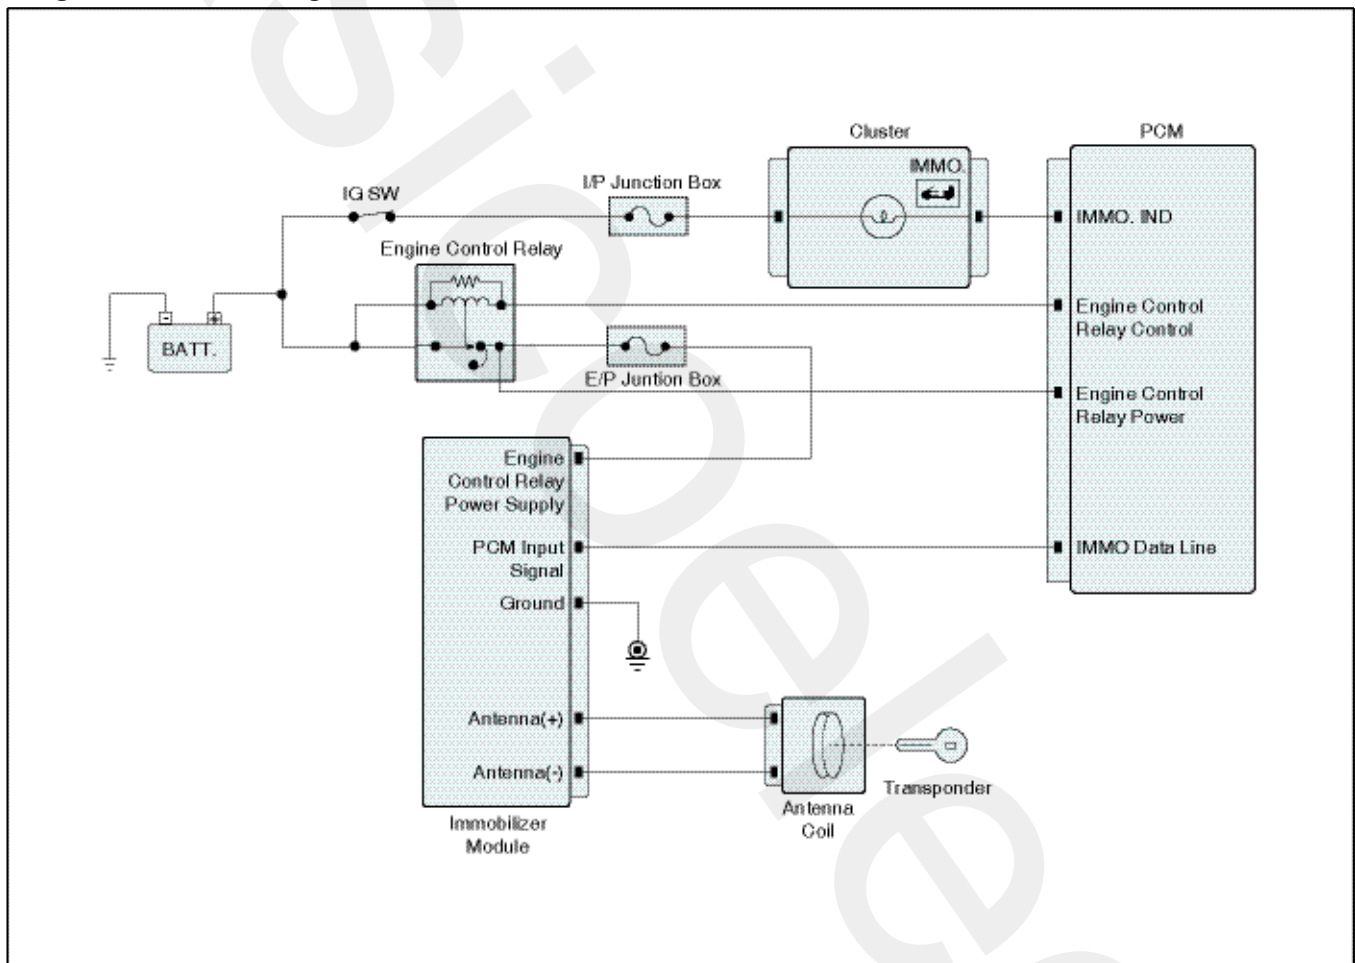 Cluster
PCM
IG SW
I/P Junction Box
IMMO.
IMMO. IND
Engine Control Relay
Engine Control
Relay Control
BATT.
- +
E/P Juntion Box
Engine Control
Relay Power
Engine
Control Relay
Power Supply
PCM Input
Signal
IMMO Data Line
Ground
Antenna(+)
Antenna(-)
Transponder
Antenna
Coil
Immobilizer
Module